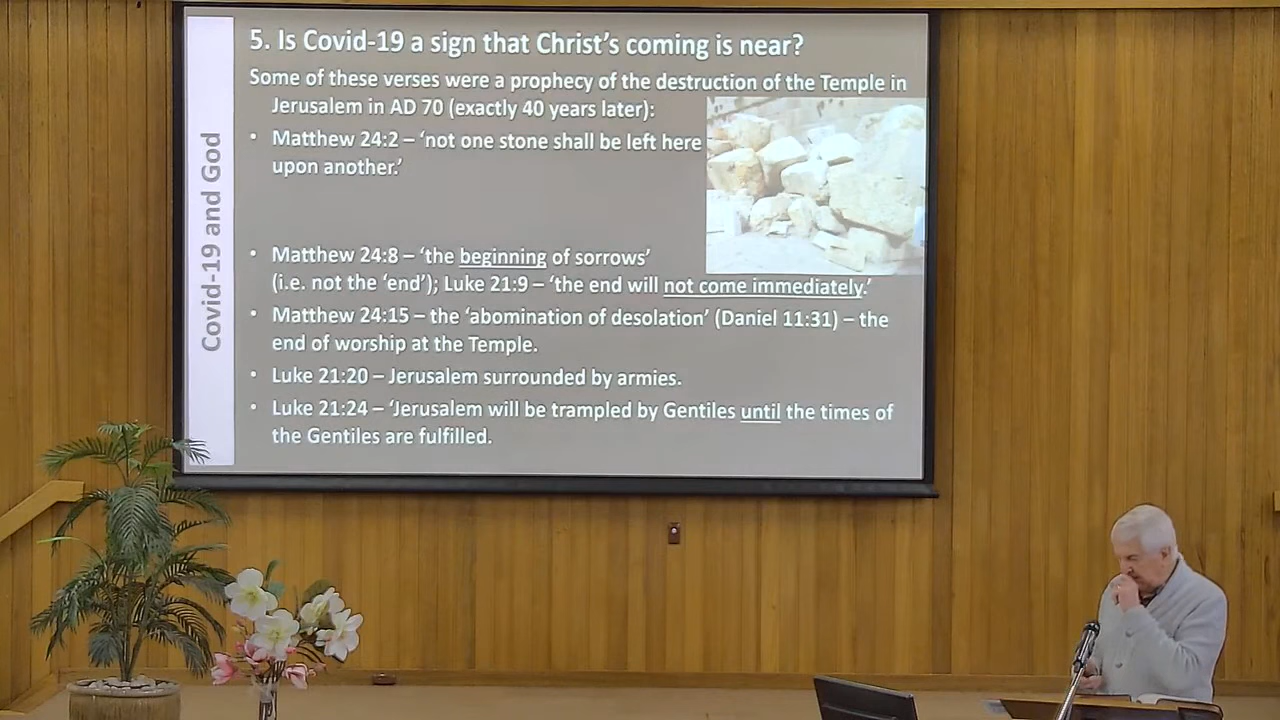 Covid-19 and God
5. Is Covid-19 a sign that Christ's coming is near?
Some of these verses were a prophecy of the destruction of the Temple in
Jerusalem in AD 70 (exactly 40 years later):
• Matthew 24:2 – 'not one stone shall be left here
upon another.'
• Matthew 24:8 – 'the beginning of sorrows'
(i.e. not the 'end'); Luke 21:9 – 'the end will not come immediately.'
• Matthew 24:15 – the 'abomination of desolation' (Daniel 11:31) – the
end of worship at the Temple.
• Luke 21:20 – Jerusalem surrounded by armies.
• Luke 21:24 – 'Jerusalem will be trampled by Gentiles until the times of
the Gentiles are fulfilled.